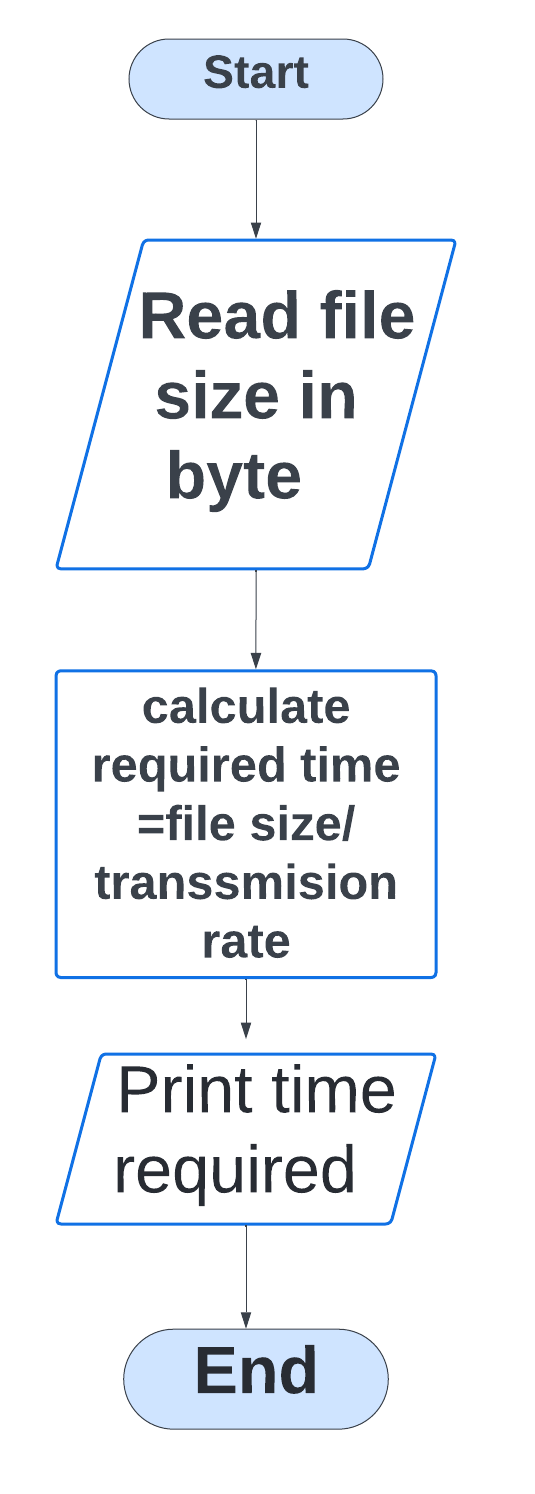 Start
Read file
size in
byte
calculate
required time
=file size/
transsmision
rate
Print time
required
End